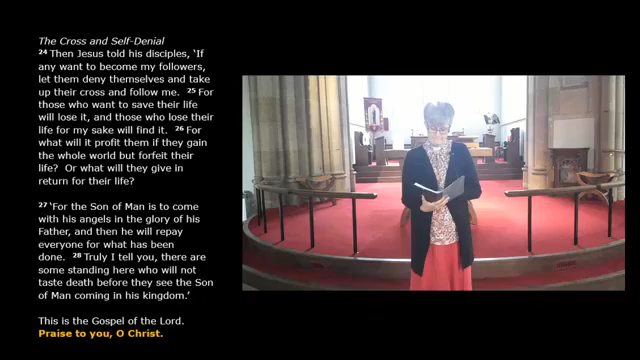 The Cross and Self-Denial
24 Then Jesus told his disciples, ‘If
any want to become my followers,
let them deny themselves and take
up their cross and follow me. 25 For
those who want to save their life
will lose it, and those who lose their
life for my sake will find it. 26 For
what will it profit them if they gain
the whole world but forfeit their
life? Or what will they give in
return for their life?
27 ‘For the Son of Man is to come
with his angels in the glory of his
Father, and then he will repay
everyone for what has been
done. 28 Truly I tell you, there are
some standing here who will not
taste death before they see the Son
of Man coming in his kingdom.’
This is the Gospel of the Lord.
Praise to you, O Christ.